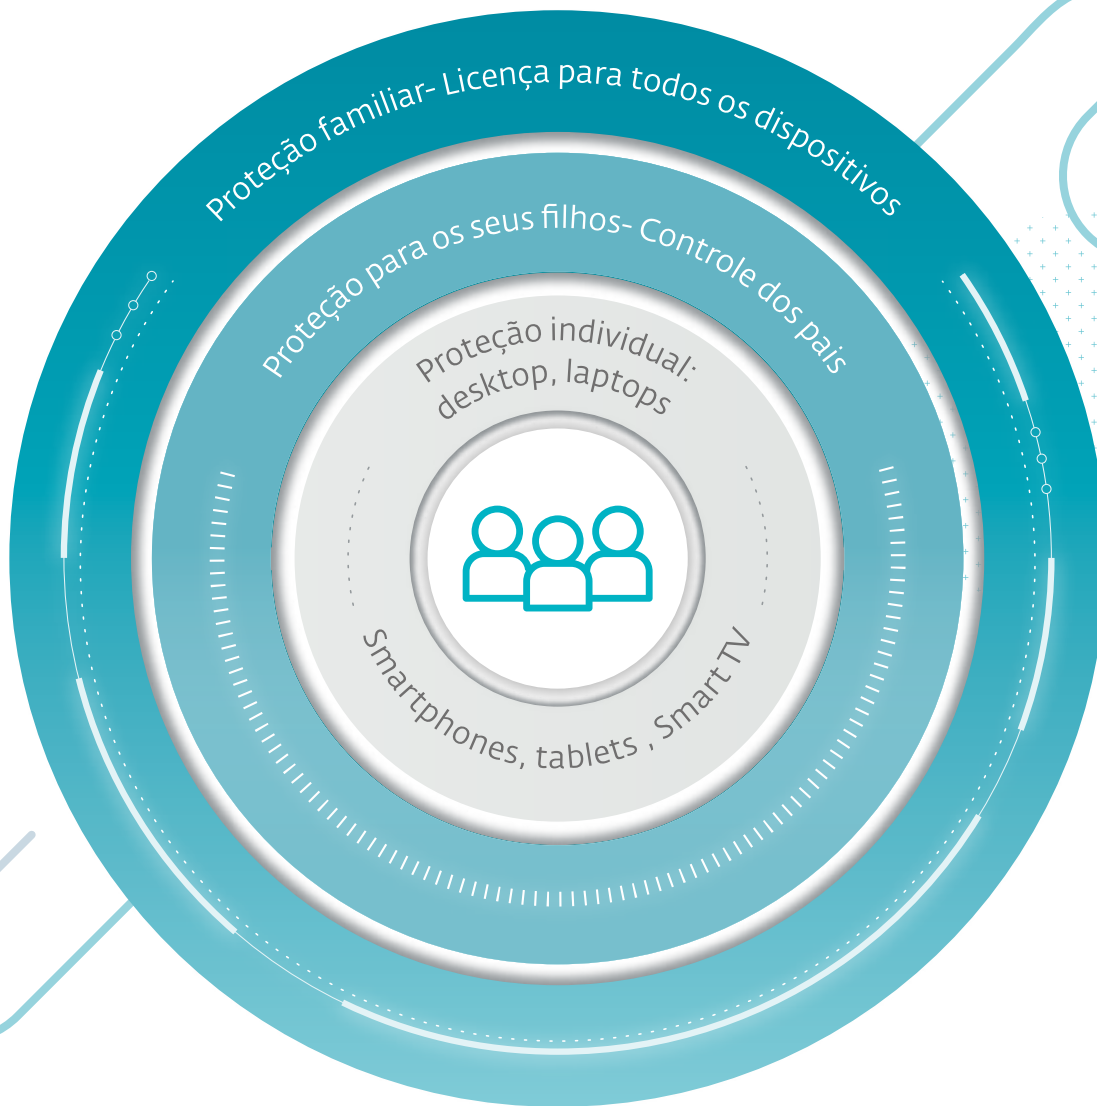 Proteção familiar- Licença para todos os dispositivos
Proteção para os seus filhos- Controle dos pais
Proteção individual:
desktop, laptops
Smartphones, tablets , Smart TV